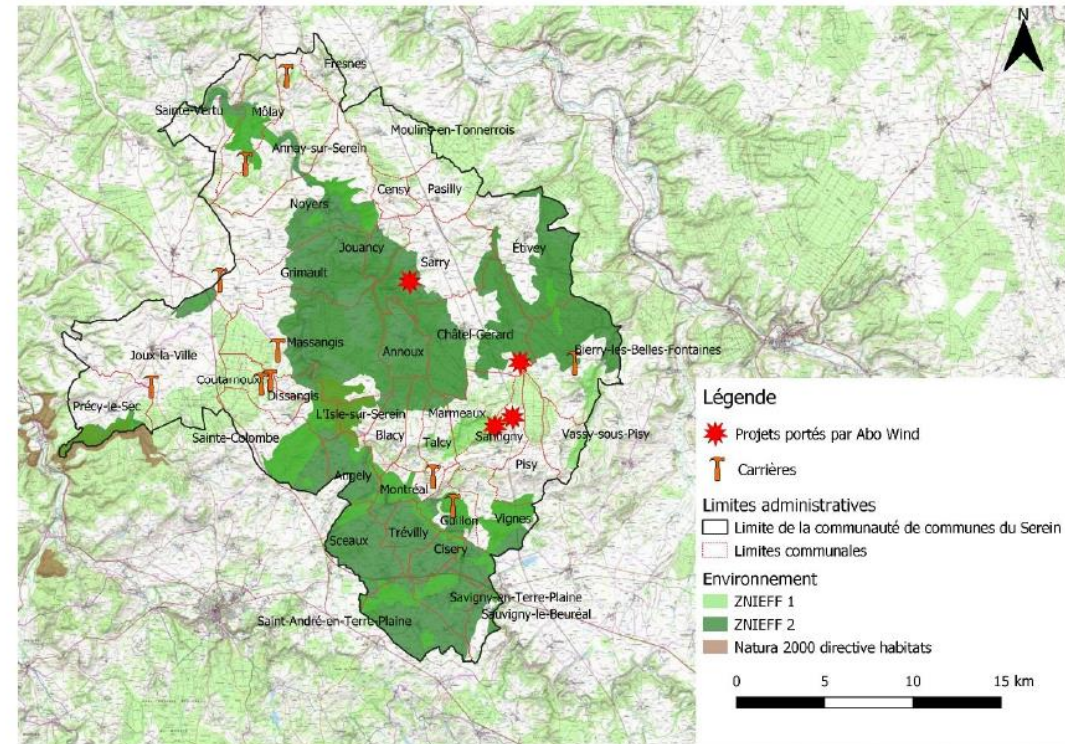 N
Fresnes
Sainte-Vertu
Môlay
Moulins-en-Tonnerrois
Annay-sur-Serein
Censy
Pasilly
Noyers
Jouancy
Étivey
Sarry
Grimault
Châtel-Gérard
Massangis
Annoux
Bierry-les-Belles-Fontaines
Joux-la-Ville
Coutarnoux
Dissangis
Précy-le-Sec
L'Isle-sur-Serein
Marmeaux
Sainte-Colombe
Blacy
Talcy
Santigny
Vassy-sous-Pisy
Pisy
Angely
Montréal
Guillon
Vignes
Trévilly
Sceaux
Cisery
Savigny-en-Terre-Plaine
Sauvigny-le-Beuréal
Saint-André-en-Terre-Plaine
Légende
Projets portés par Abo Wind
Carrières
Limites administratives
Limite de la communauté de communes du Serein
Limites communales
Environnement
ZNIEFF 1
ZNIEFF 2
Natura 2000 directive habitats
0 5 10 15 km